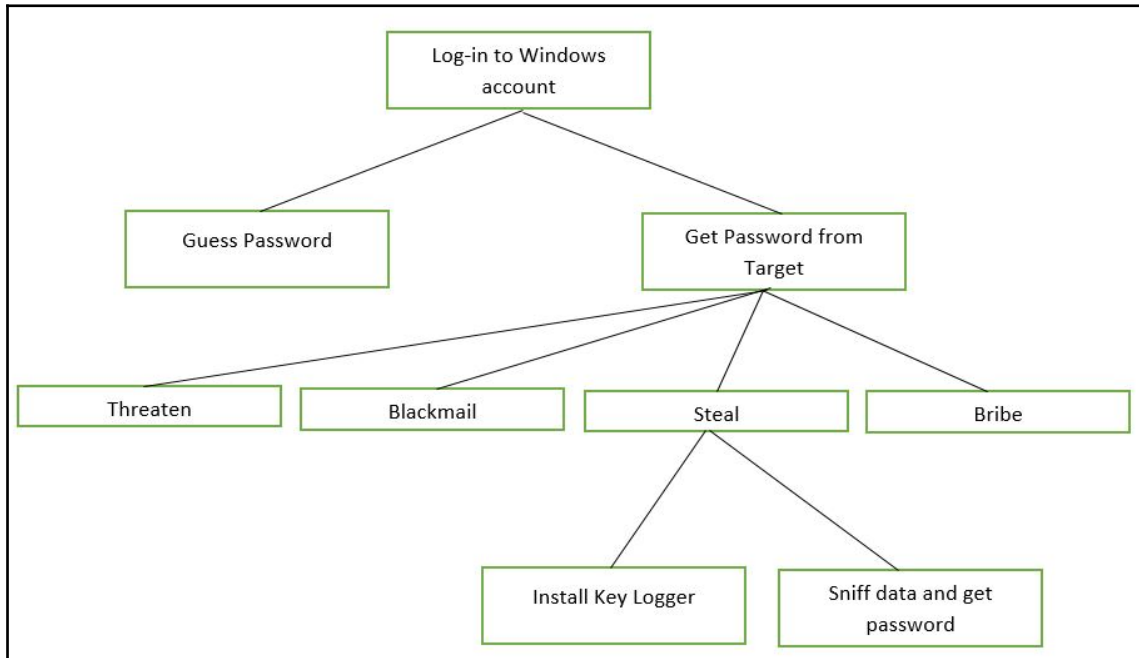 Log-in to Windows
account
Guess Password
Get Password from
Target
Threaten
Blackmail
Steal
Bribe
Install Key Logger
Sniff data and get
password